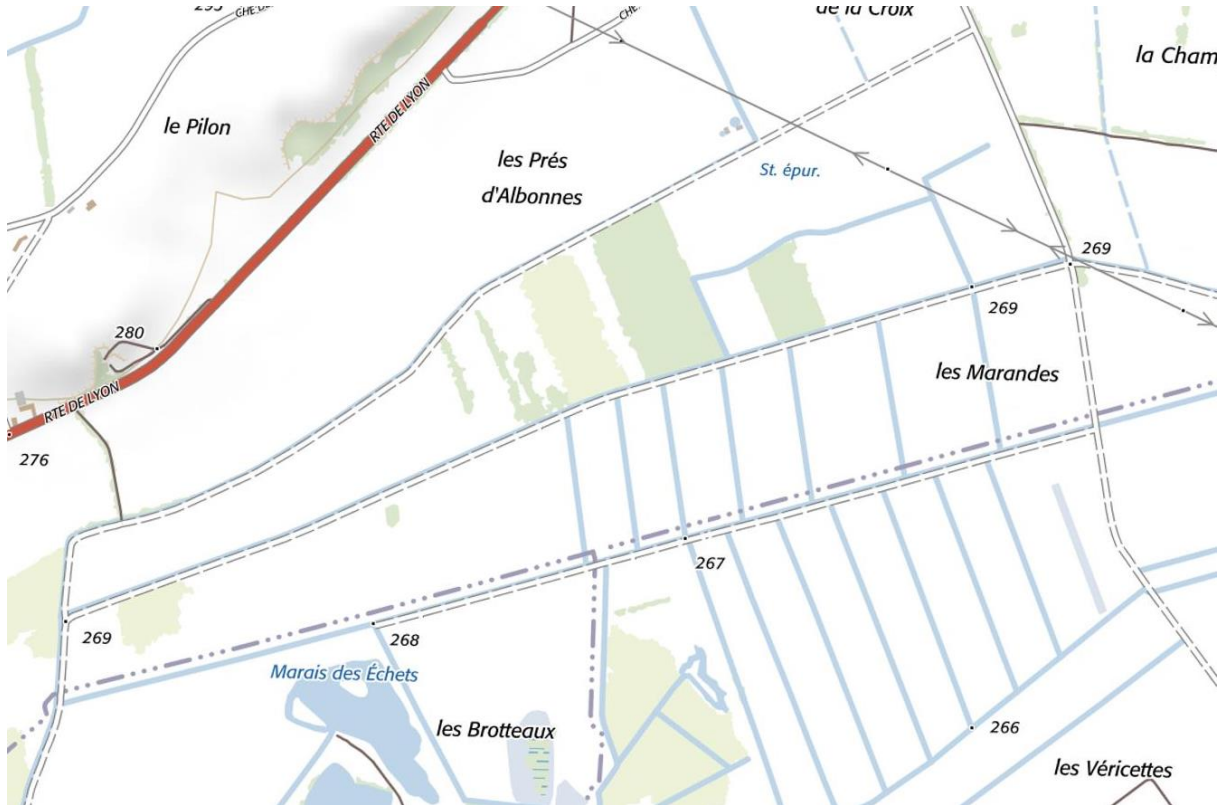 de la Croix
la Cham
le Pilon
RTE DE LYON
les Prés
d'Albonnes
St. épur.
269
269
280
les Marandes
RTE DE LYON
276
267
269
268
Marais des Échets
les Brotteaux
266
les Véricettes